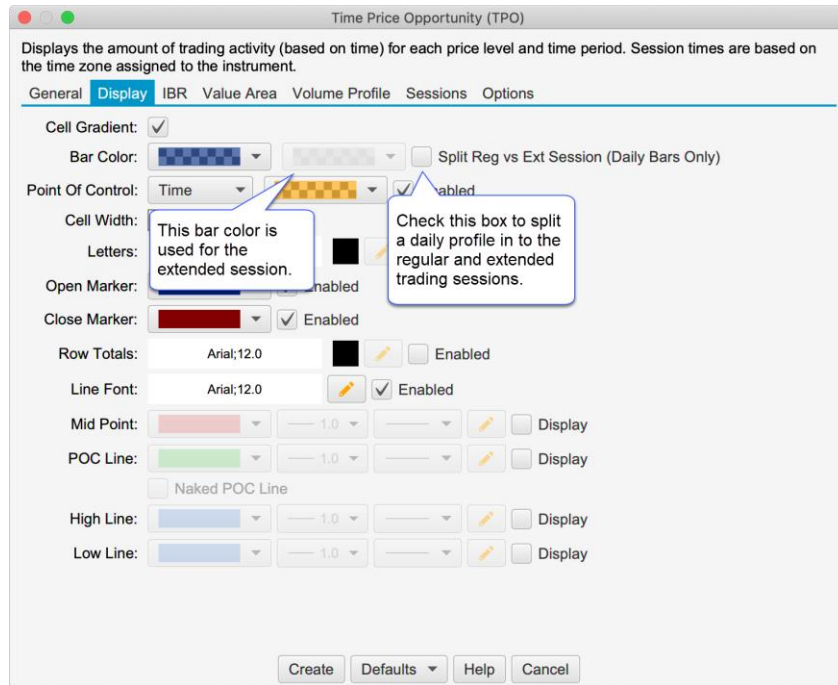 Time Price Opportunity (TPO)
Displays the amount of trading activity (based on time) for each price level and time period. Session times are based on
the time zone assigned to the instrument.
General Display IBR Value Area Volume Profile Sessions Options
Cell Gradient:
Bar Color: Split Reg vs Ext Session (Daily Bars Only)
Point Of Control: Time
Cell Width:
This bar color is
used for the
extended session.
Check this box to split
a daily profile in to the
regular and extended
trading sessions.
Letters:
Open Marker:
Close Marker: Enabled
Row Totals: Arial;12.0 Enabled
Line Font: Arial;12.0 Enabled
Mid Point: 1.0 Display
POC Line: 1.0 Display
Naked POC Line
High Line: 1.0 Display
Low Line: 1.0 Display
Create Defaults Help Cancel